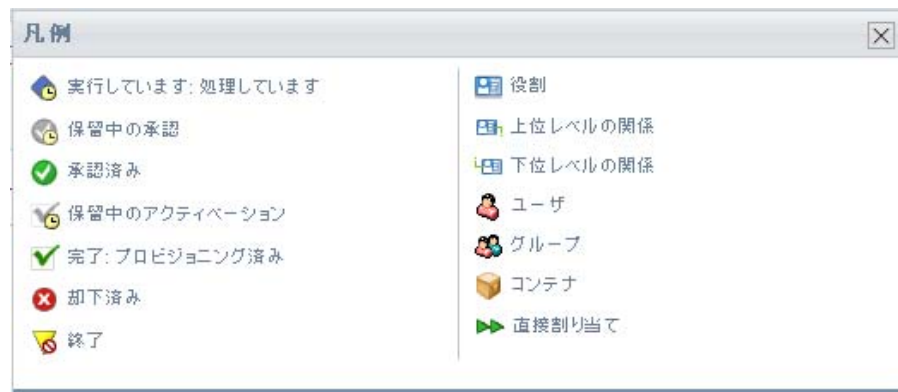 凡例
実行しています: 処理しています
保留中の承認
承認済み
保留中のアクティベーション
完了: プロビジョニング済み
却下済み
終了
役割
上位レベルの関係
下位レベルの関係
ユーザ
グループ
コンテナ
直接割り当て